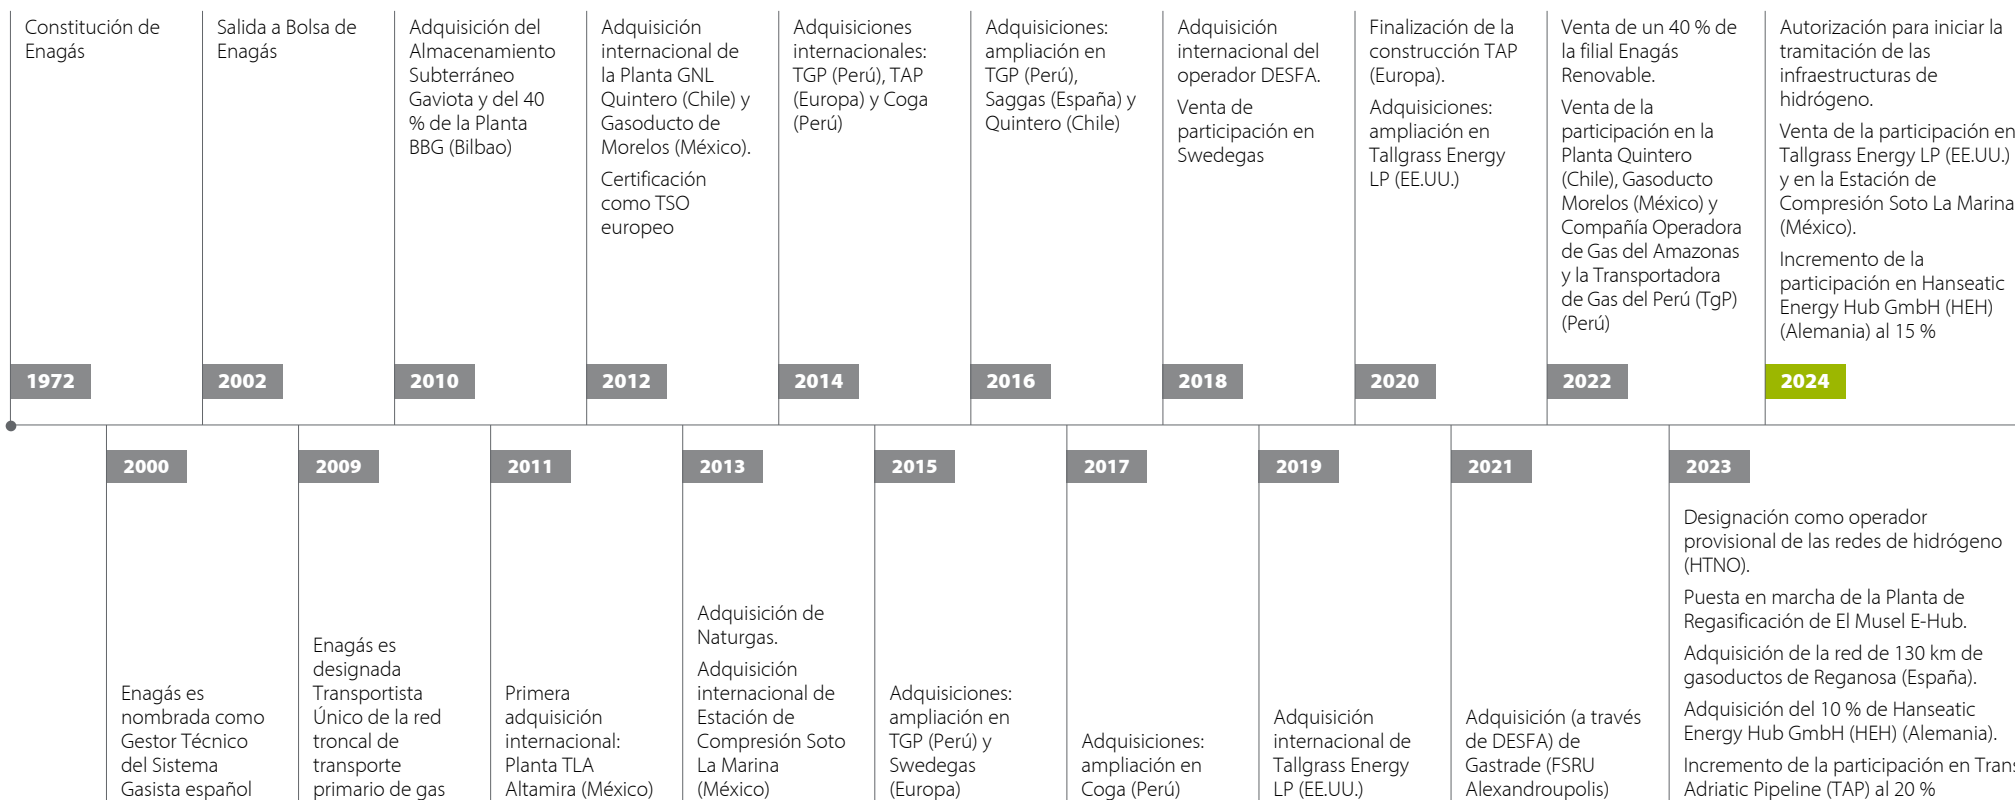 Constitución de
Enagás
1972
Salida a Bolsa de
Enagás
2002
Adquisición del
Almacenamiento
Subterráneo
Gaviota y del 40
% de la Planta
BBG (Bilbao)
2010
Adquisición
internacional de
la Planta GNL
Quintero (Chile) y
Gasoducto de
Morelos (México).
Certificación
como TSO
europeo
2012
Adquisiciones
internacionales:
TGP (Perú), TAP
(Europa) y Coga
(Perú)
2014
Adquisiciones:
ampliación en
TGP (Perú),
Saggas (España) y
Quintero (Chile)
2016
Adquisición
internacional del
operador DESFA.
Venta de
participación en
Swedegas
2018
Finalización de la
construcción TAP
(Europa).
Adquisiciones:
ampliación en
Tallgrass Energy
LP (EE.UU.)
2020
Venta de un 40 % de
la filial Enagás
Renovable.
Venta de la
participación en la
Planta Quintero
(Chile), Gasoducto
Morelos (México) y
Compañía Operadora
de Gas del Amazonas
y la Transportadora
de Gas del Perú (TgP)
(Perú)
2022
Autorización para iniciar la
tramitación de las
infraestructuras de
hidrógeno.
Venta de la participación en
Tallgrass Energy LP (EE.UU.)
y en la Estación de
Compresión Soto La Marina
(México).
Incremento de la
participación en Hanseatic
Energy Hub GmbH (HEH)
(Alemania) al 15 %
2024
2000
Enagás es
nombrada como
Gestor Técnico
del Sistema
Gasista español
2009
Enagás es
designada
Transportista
Único de la red
troncal de
transporte
primario de gas
2011
Primera
adquisición
internacional:
Planta TLA
Altamira (México)
2013
Adquisición de
Naturgas.
Adquisición
internacional de
Estación de
Compresión Soto
La Marina
(México)
2015
Adquisiciones:
ampliación en
TGP (Perú) y
Swedegas
(Europa)
2017
Adquisiciones:
ampliación en
Coga (Perú)
2019
Adquisición
internacional de
Tallgrass Energy
LP (EE.UU.)
2021
Adquisición (a través
de DESFA) de
Gastrade (FSRU
Alexandroupolis)
2023
Designación como operador
provisional de las redes de hidrógeno
(HTNO).
Puesta en marcha de la Planta de
Regasificación de El Musel E-Hub.
Adquisición de la red de 130 km de
gasoductos de Reganosa (España).
Adquisición del 10 % de Hanseatic
Energy Hub GmbH (HEH) (Alemania).
Incremento de la participación en Trans
Adriatic Pipeline (TAP) al 20 %